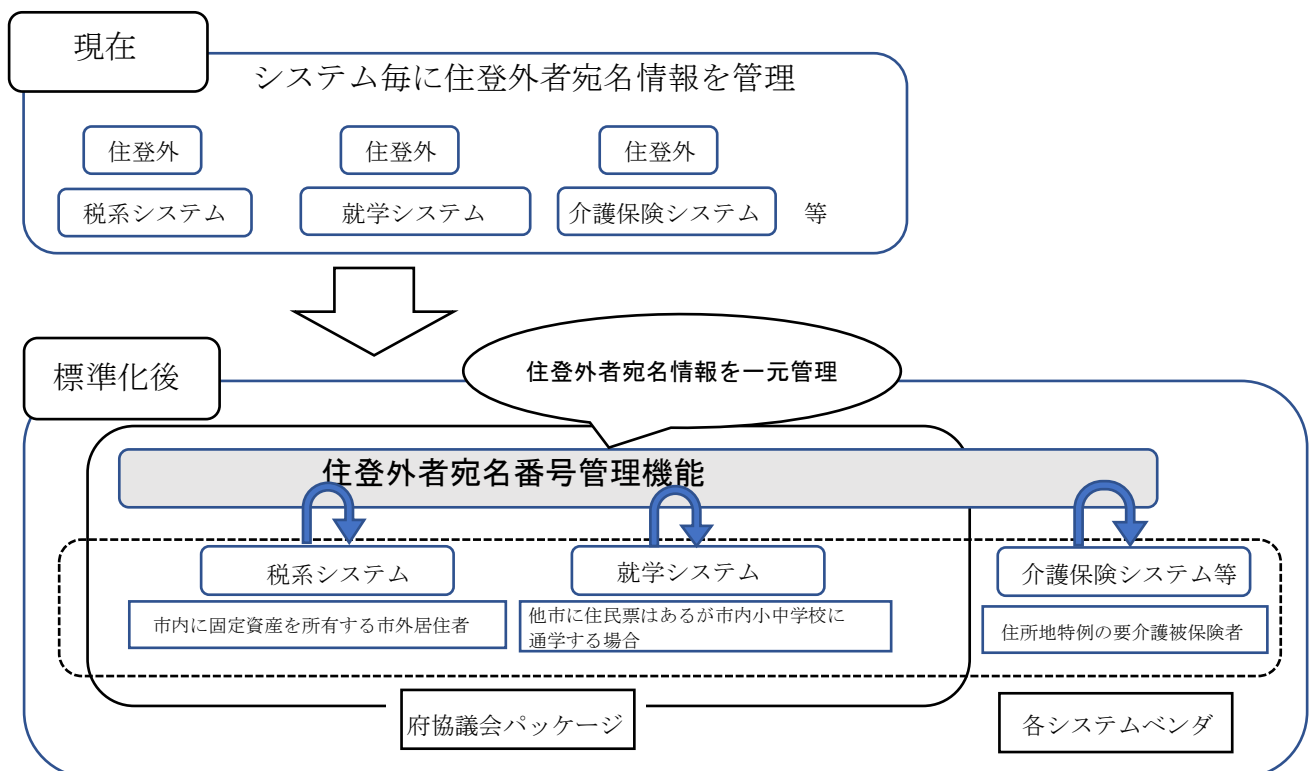 現在
システム毎に住登外者宛名情報を管理
住登外
住登外
住登外
税系システム
就学システム
介護保険システム
等
標準化後
住登外者宛名情報を一元管理
住登外者宛名番号管理機能
税系システム
就学システム
介護保険システム等
市内に固定資産を所有する市外居住者
他市に住民票はあるが市内小中学校に
通学する場合
住所地特例の要介護被保険者
府協議会パッケージ
各システムベンダ